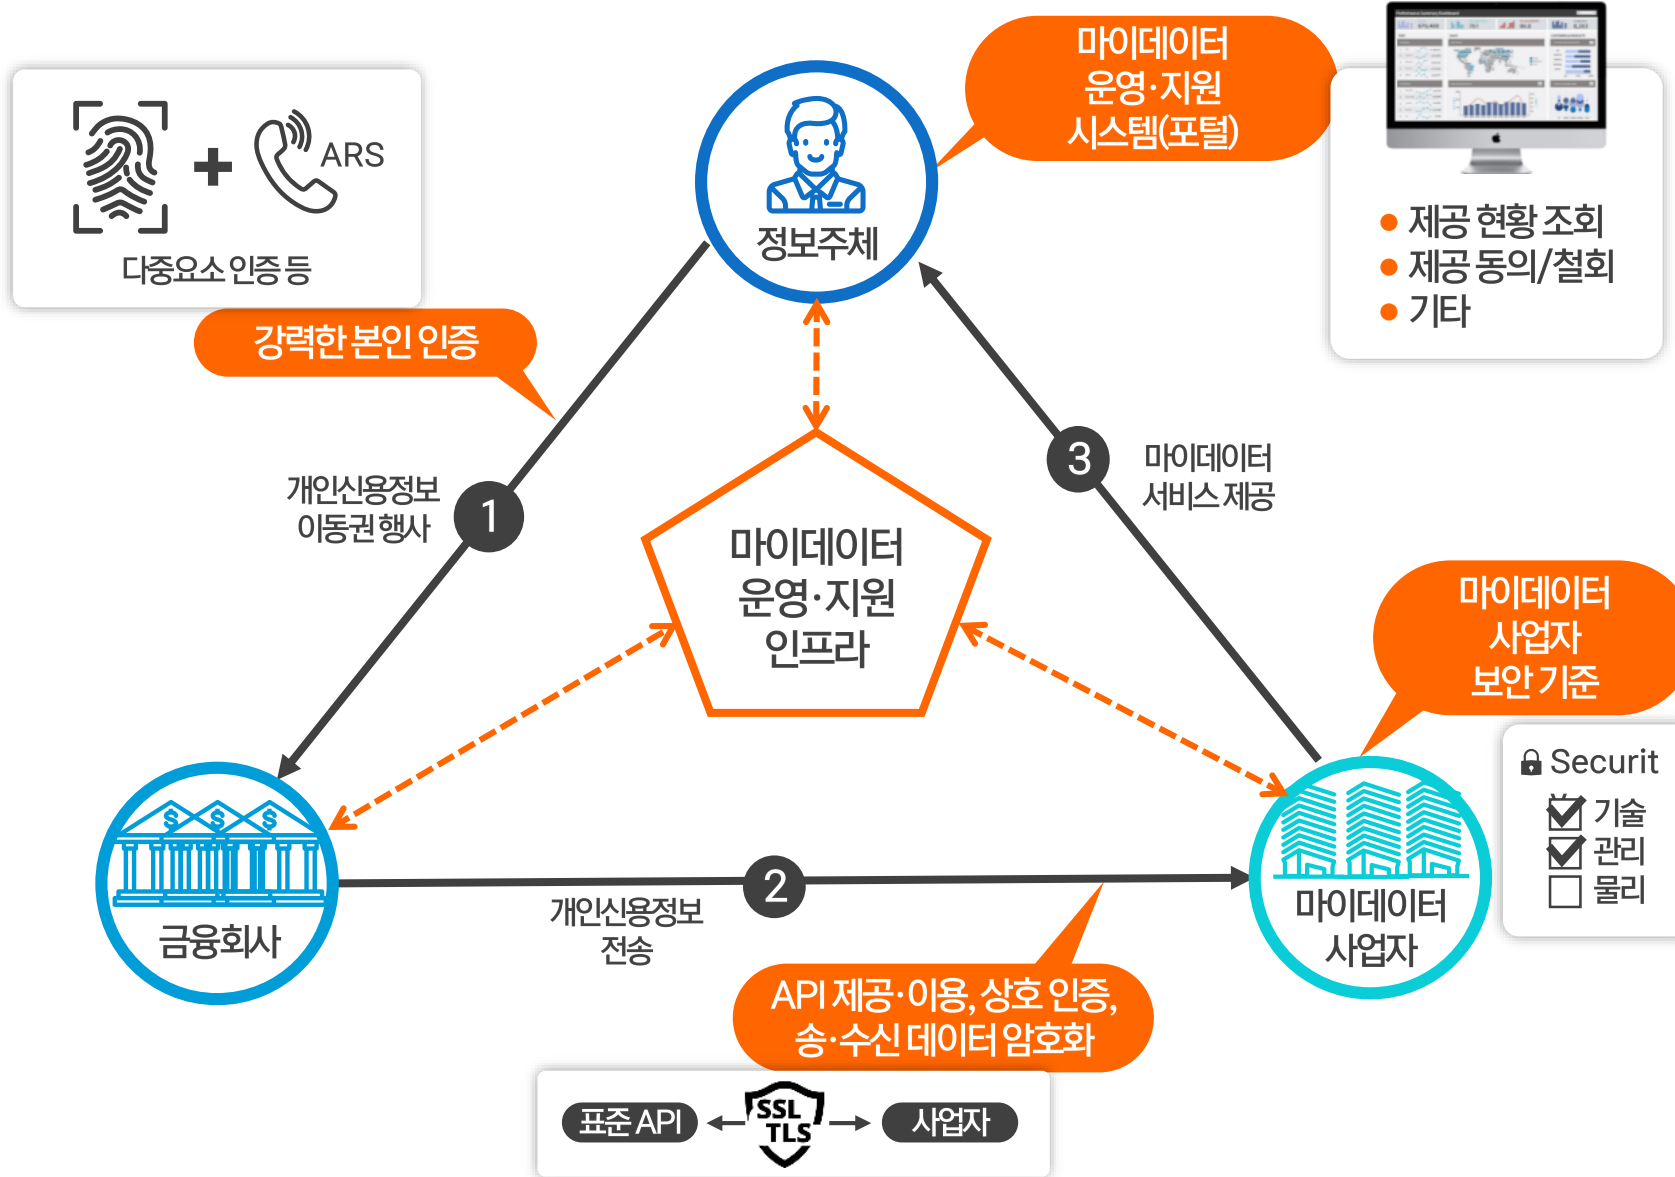 ARS
다중요소 인증 등
강력한 본인 인증
정보주체
마이데이터
운영·지원
시스템(포털)
제공 현황 조회
제공 동의/철회
기타
개인신용정보
이동권 행사
1
3
마이데이터
서비스 제공
마이데이터
운영·지원
인프라
마이데이터
사업자
보안 기준
Securit
기술
관리
물리
$ $ $
금융회사
2
개인신용정보
전송
마이데이터
사업자
API 제공·이용, 상호 인증,
송·수신 데이터 암호화
표준 API
SSL
TLS
사업자